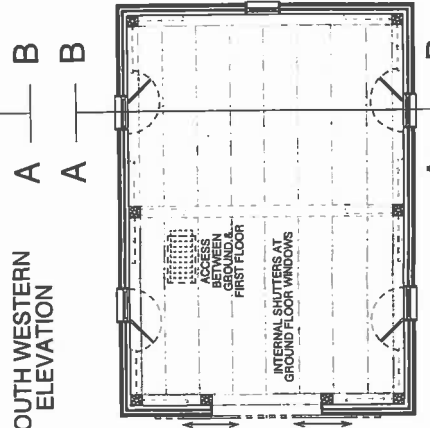 A B
A B
OUTH WESTERN
ELEVATION
ACCESS
BETWEEN
GROUND &
FIRST FLOOR
INTERNAL SHUTTERS AT
GROUND FLOOR WINDOWS